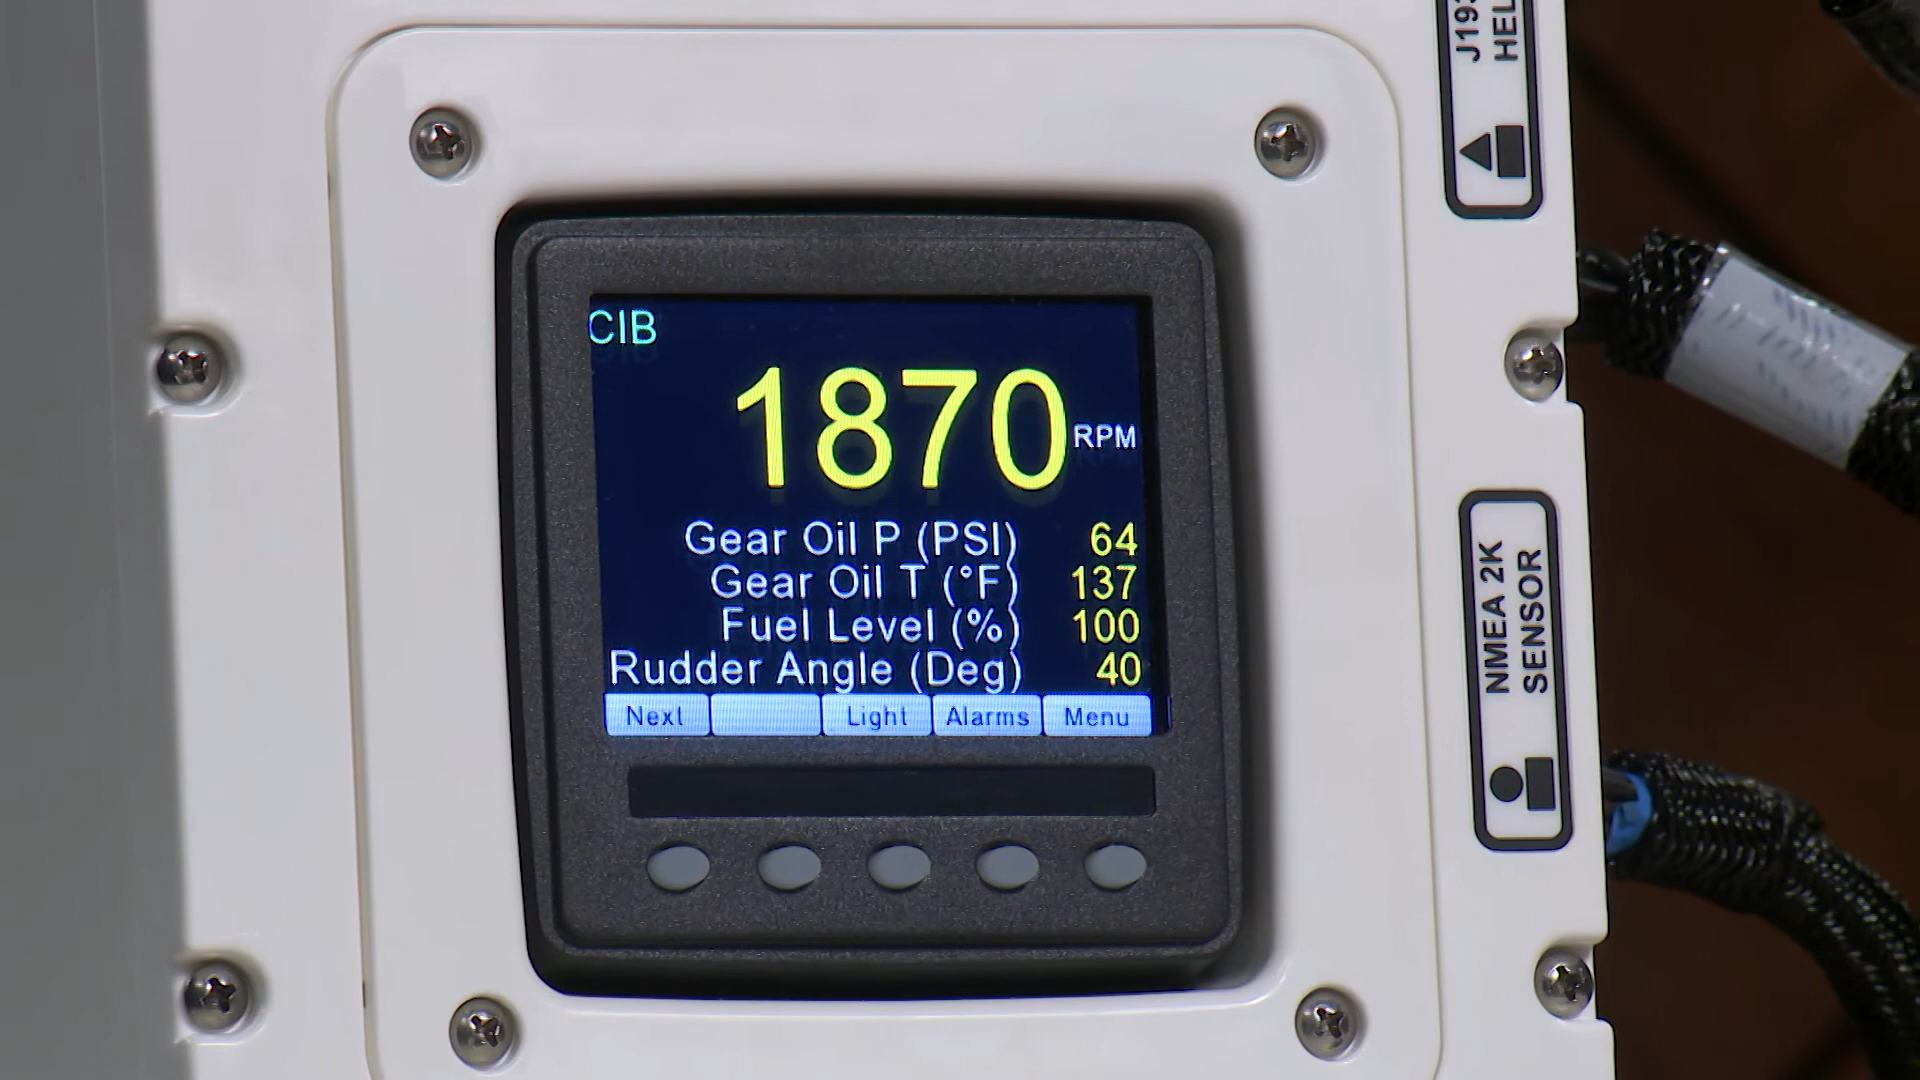 CIB
1870 RPM
Gear Oil P (PSI) 64
Gear Oil T (°F) 137
Fuel Level (%) 100
Rudder Angle (Deg) 40
Next Light Alarms Menu
NMEA 2K
SENSOR